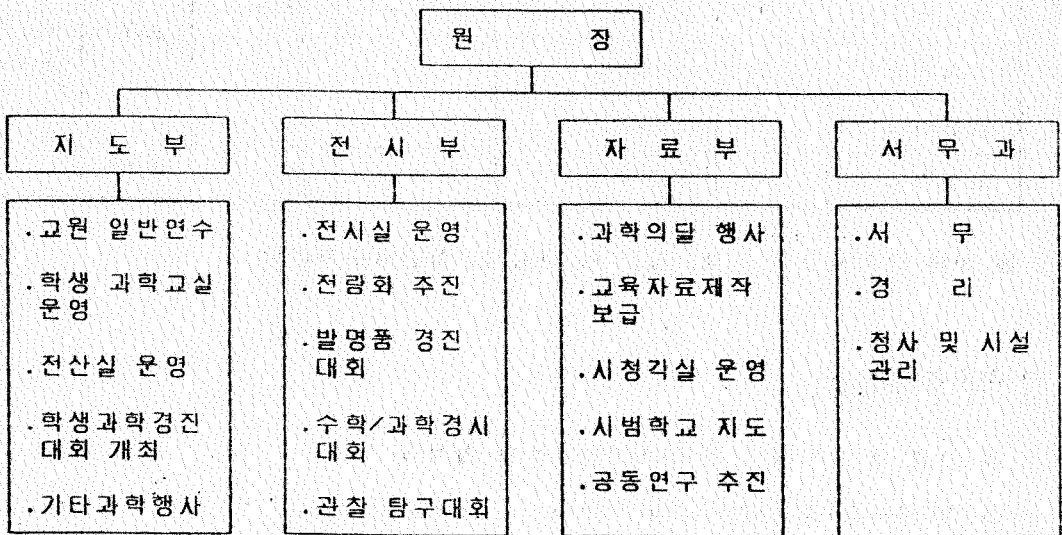 원 장
지 도 부
전 시 부
자 료 부
서 무 과
.교원 일반연수
.학생 과학교실
운영
.전산실 운영
.학생과학경진
대회 개최
.기타과학행사
.전시실 운영
.전람화 추진
.발명품 경진
대회
.수학/과학경시
대회
.관찰 탐구대회
.과학의달 행사
.교육자료제작
보급
.시청각실 운영
.시범학교 지도
.공동연구 추진
.서 무
.경 리
.청사 및 시설
관리